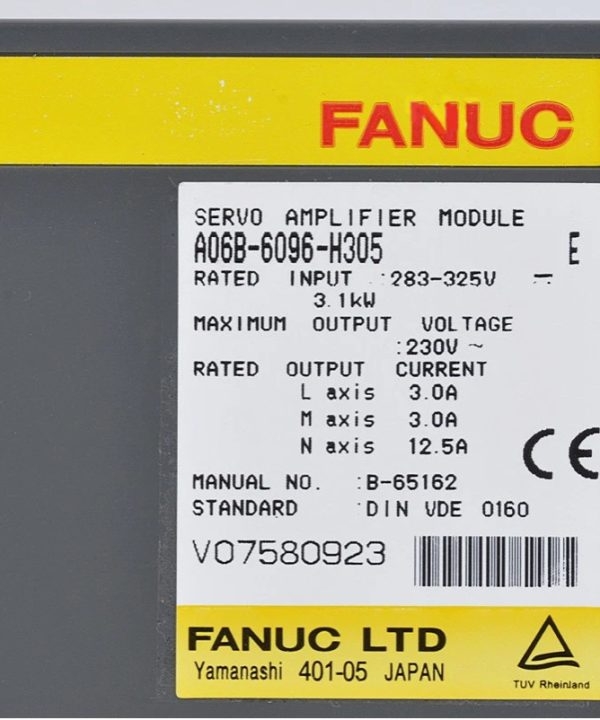 FANUC
SERVO AMPLIFIER MODULE
A06B-6096-H305 E
RATED INPUT :283-325V ⎓
3.1kW
MAXIMUM OUTPUT VOLTAGE
:230V ~
RATED OUTPUT CURRENT
L axis 3.0A
M axis 3.0A
N axis 12.5A
CE
MANUAL NO. :B-65162
STANDARD :DIN VDE 0160
V07580923
FANUC LTD
Yamanashi 401-05 JAPAN
TUV Rheinland